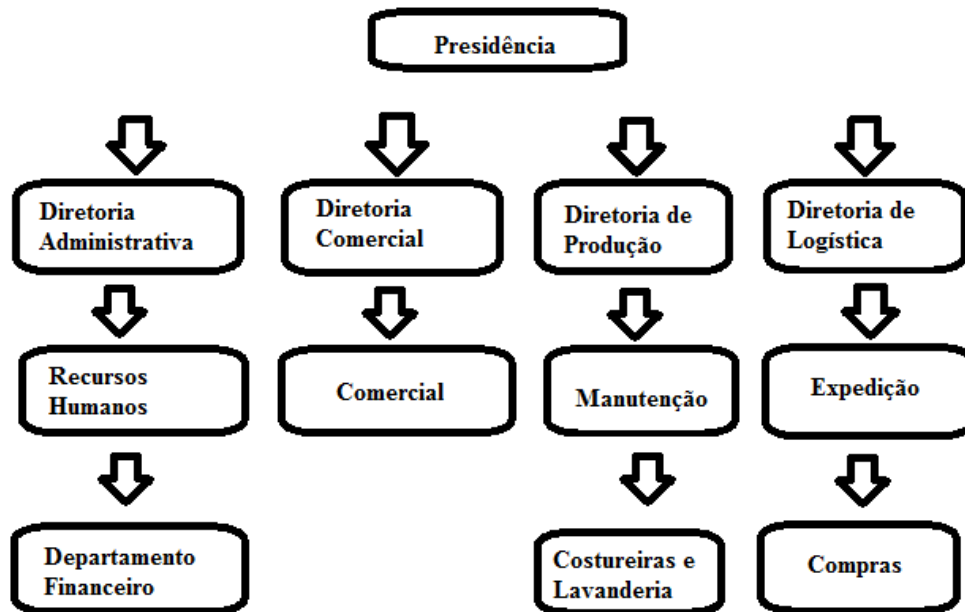 Presidência
Diretoria
Administrativa
Diretoria
Comercial
Diretoria de
Produção
Diretoria de
Logística
Recursos
Humanos
Comercial
Manutenção
Expedição
Departamento
Financeiro
Costureiras e
Lavanderia
Compras